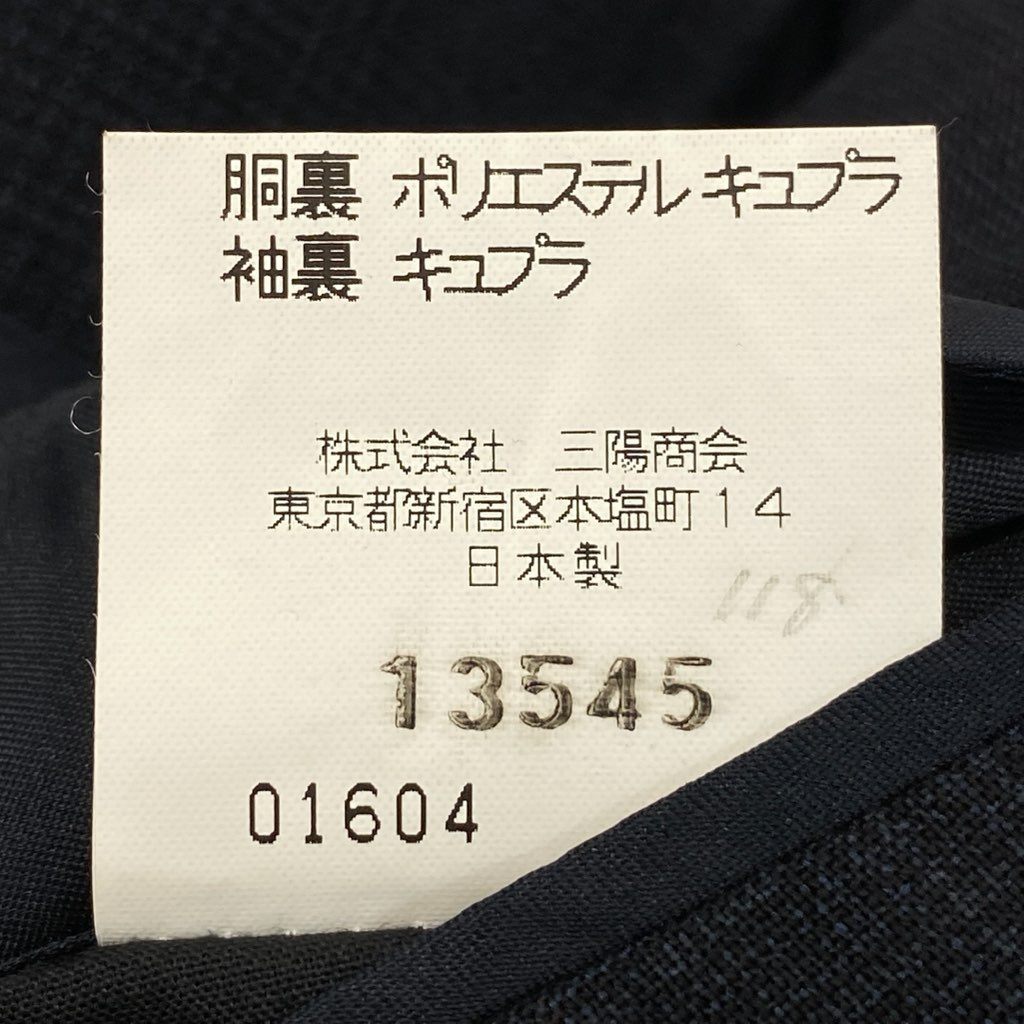 胴裏 ポリエステル キュプラ
袖裏 キュプラ
株式会社 三陽商会
東京都新宿区本塩町14
日本製
118
13545
01604